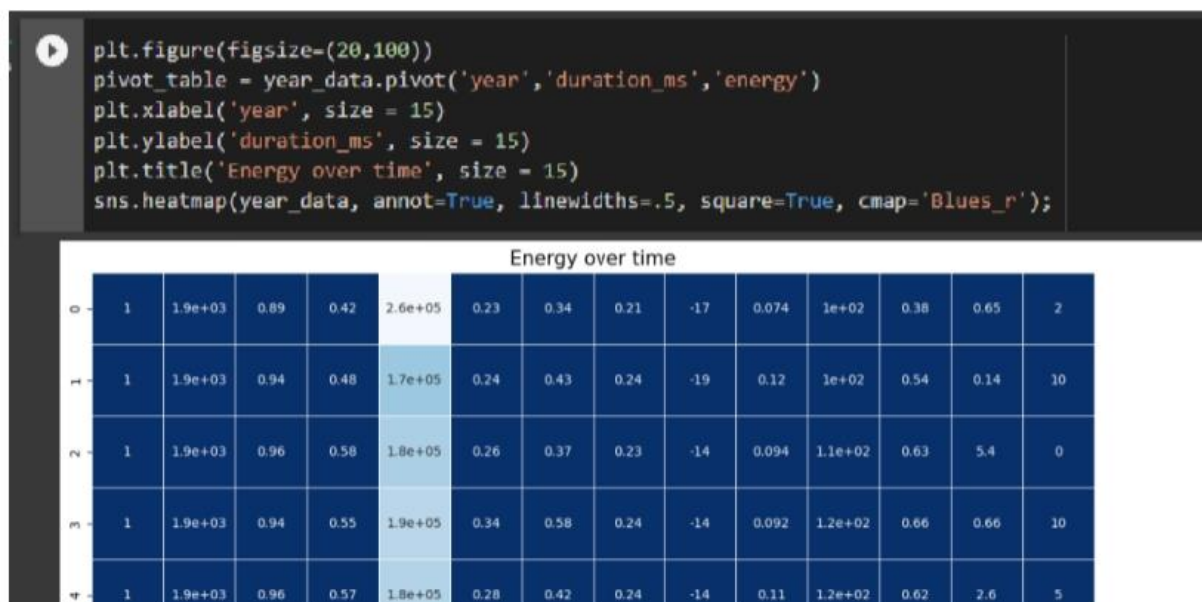 plt.figure(figsize=(20,100))
pivot_table = year_data.pivot('year','duration_ms','energy')
plt.xlabel('year', size = 15)
plt.ylabel('duration_ms', size = 15)
plt.title('Energy over time', size = 15)
sns.heatmap(year_data, annot=True, linewidths=.5, square=True, cmap='Blues_r');
Energy over time
0 1 1.9e+03 0.89 0.42 2.6e+05 0.23 0.34 0.21 -17 0.074 1e+02 0.38 0.65 2
1 1 1.9e+03 0.94 0.48 1.7e+05 0.24 0.43 0.24 -19 0.12 1e+02 0.54 0.14 10
2 1 1.9e+03 0.96 0.58 1.8e+05 0.26 0.37 0.23 -14 0.094 1.1e+02 0.63 5.4 0
3 1 1.9e+03 0.94 0.55 1.9e+05 0.34 0.58 0.24 -14 0.092 1.2e+02 0.66 0.66 10
4 1 1.9e+03 0.96 0.57 1.8e+05 0.28 0.42 0.24 -14 0.11 1.2e+02 0.62 2.6 5